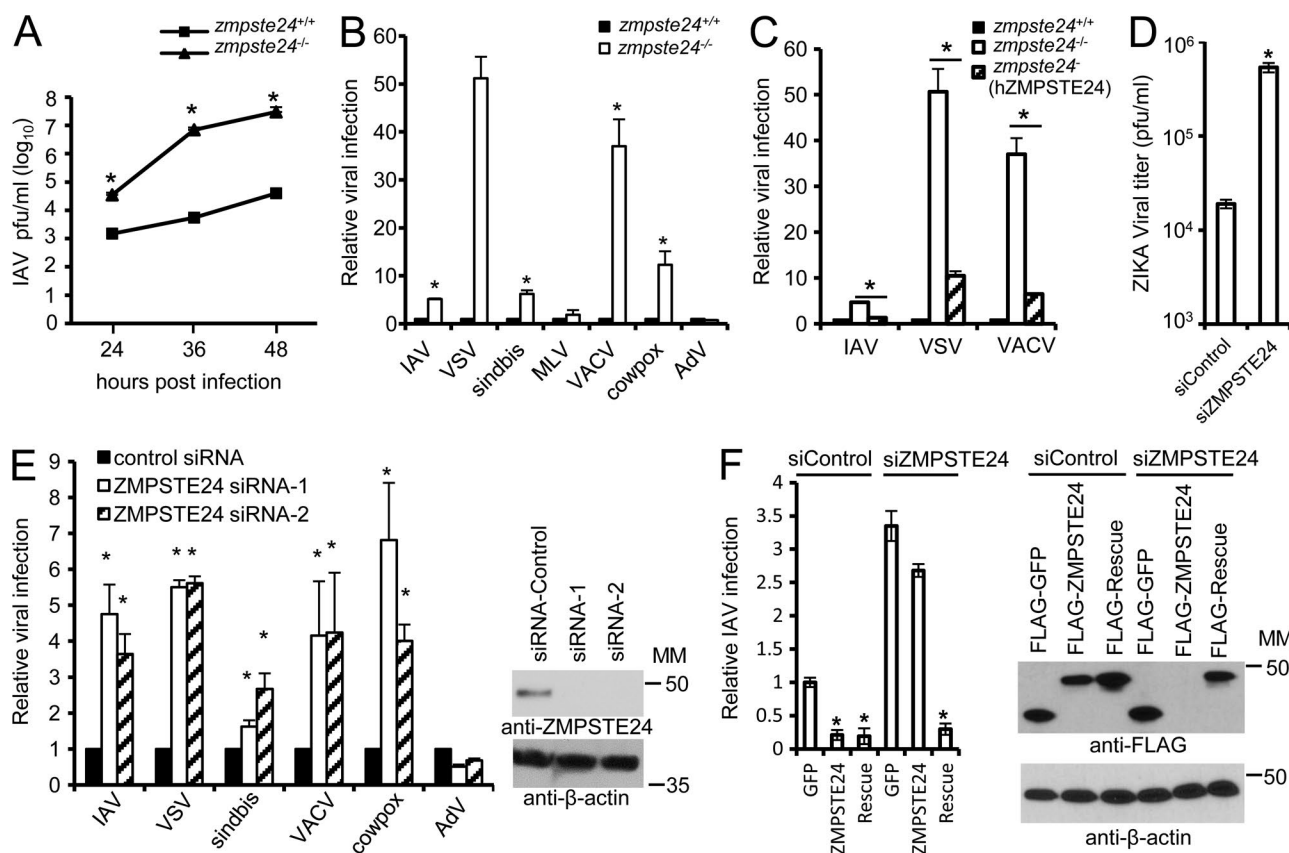 A
zmpste24+/+
zmpste24-/-
IAV pfu/ml (log10)
8
7
6
5
4
3
2
1
0
24 36 48
hours post infection
* * *
B
zmpste24+/+
zmpste24-/-
Relative viral infection
60
50
40
30
20
10
0
* * * *
IAV VSV sindbis MLV VACV cowpox AdV
C
zmpste24+/+
zmpste24-/-
zmpste24-
(hZMPSTE24)
Relative viral infection
60
50
40
30
20
10
0
* * *
IAV VSV VACV
D
ZIKA Viral titer (pfu/ml)
10^6
10^5
10^4
10^3
*
siControl
siZMPSTE24
E
control siRNA
ZMPSTE24 siRNA-1
ZMPSTE24 siRNA-2
Relative viral infection
9
8
7
6
5
4
3
2
1
0
* * * * * * * * * *
IAV VSV sindbis VACV cowpox AdV
siRNA-Control
siRNA-1
siRNA-2
MM
50
anti-ZMPSTE24
35
anti-β-actin
F
siControl siZMPSTE24
Relative IAV infection
4
3.5
3
2.5
2
1.5
1
0.5
0
* * *
GFP
ZMPSTE24
Rescue
GFP
ZMPSTE24
Rescue
siControl siZMPSTE24
FLAG-GFP
FLAG-ZMPSTE24
FLAG-Rescue
FLAG-GFP
FLAG-ZMPSTE24
FLAG-Rescue
MM
50
anti-FLAG
50
anti-β-actin